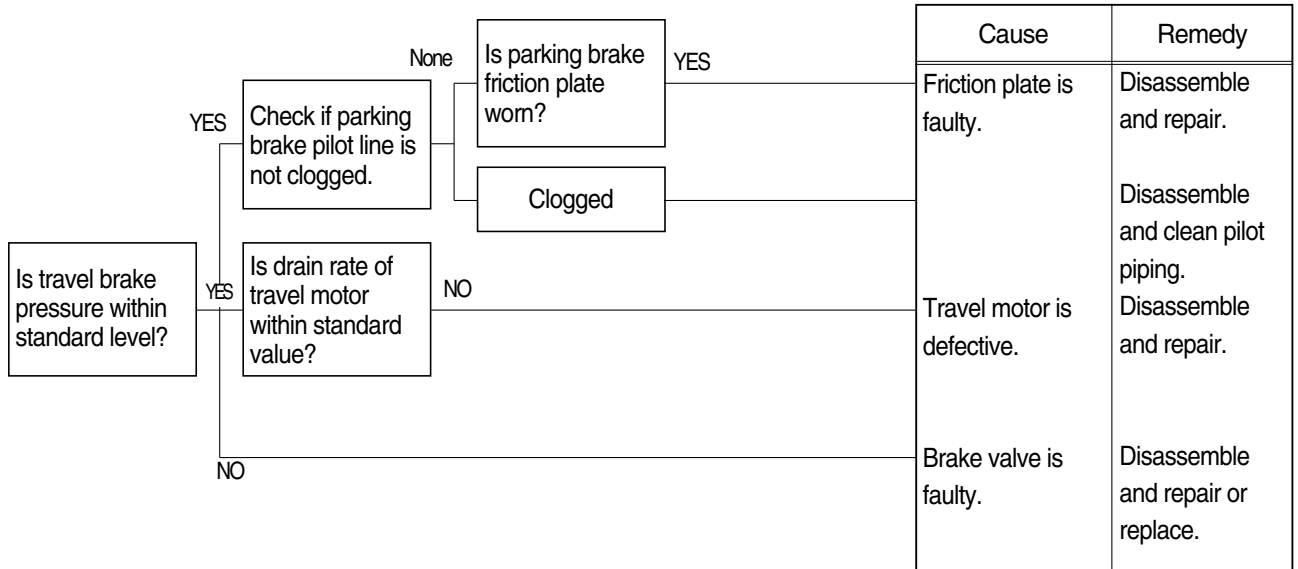 Is travel brake
pressure within
standard level?
YES
Check if parking
brake pilot line is
not clogged.
None
Is parking brake
friction plate
worn?
YES
Clogged
YES
Is drain rate of
travel motor
within standard
value?
NO
NO
Cause
Remedy
Friction plate is
faulty.
Disassemble
and repair.
Disassemble
and clean pilot
piping.
Travel motor is
defective.
Disassemble
and repair.
Brake valve is
faulty.
Disassemble
and repair or
replace.